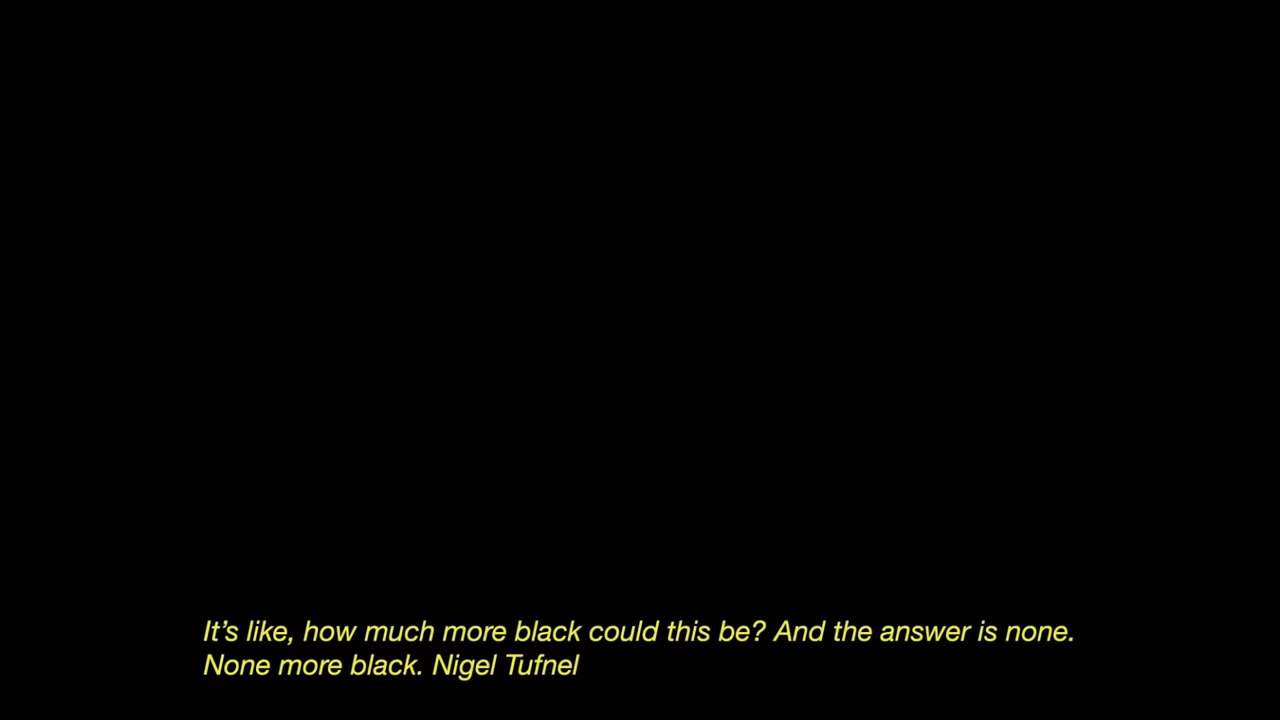 It’s like, how much more black could this be? And the answer is none.
None more black. Nigel Tufnel